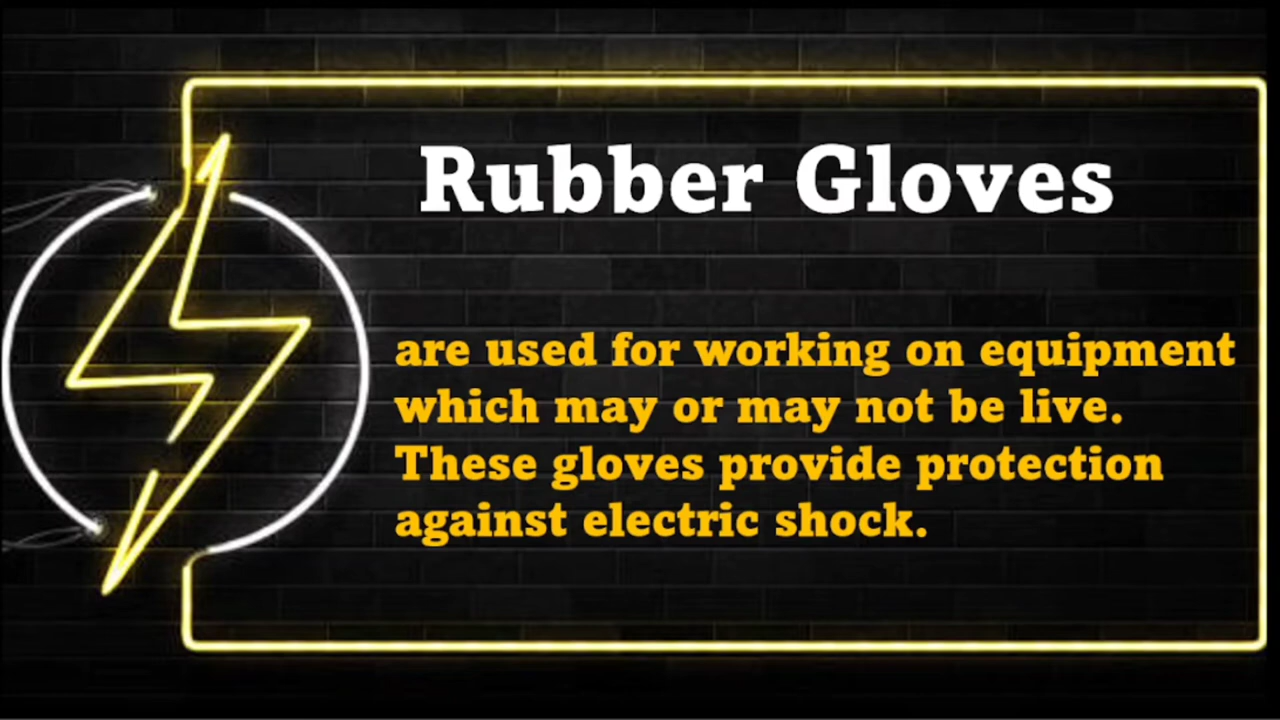 Rubber Gloves
are used for working on equipment
which may or may not be live.
These gloves provide protection
against electric shock.